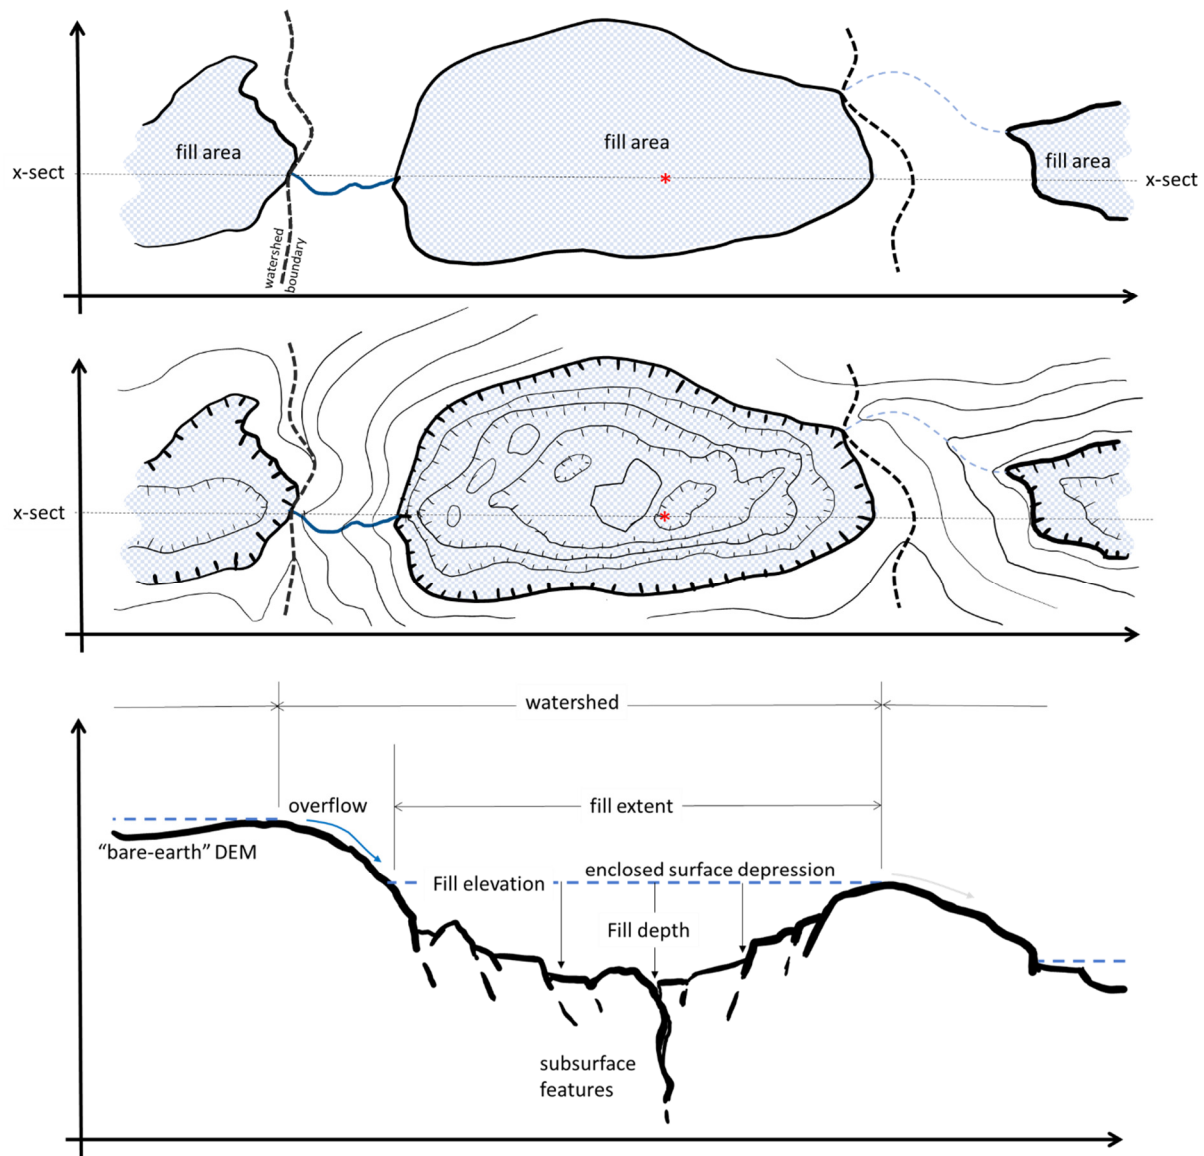 fill area
fill area
fill area
x-sect
x-sect
watershed
boundary
*
x-sect
*
watershed
overflow
fill extent
"bare-earth" DEM
enclosed surface depression
Fill elevation
Fill depth
subsurface
features